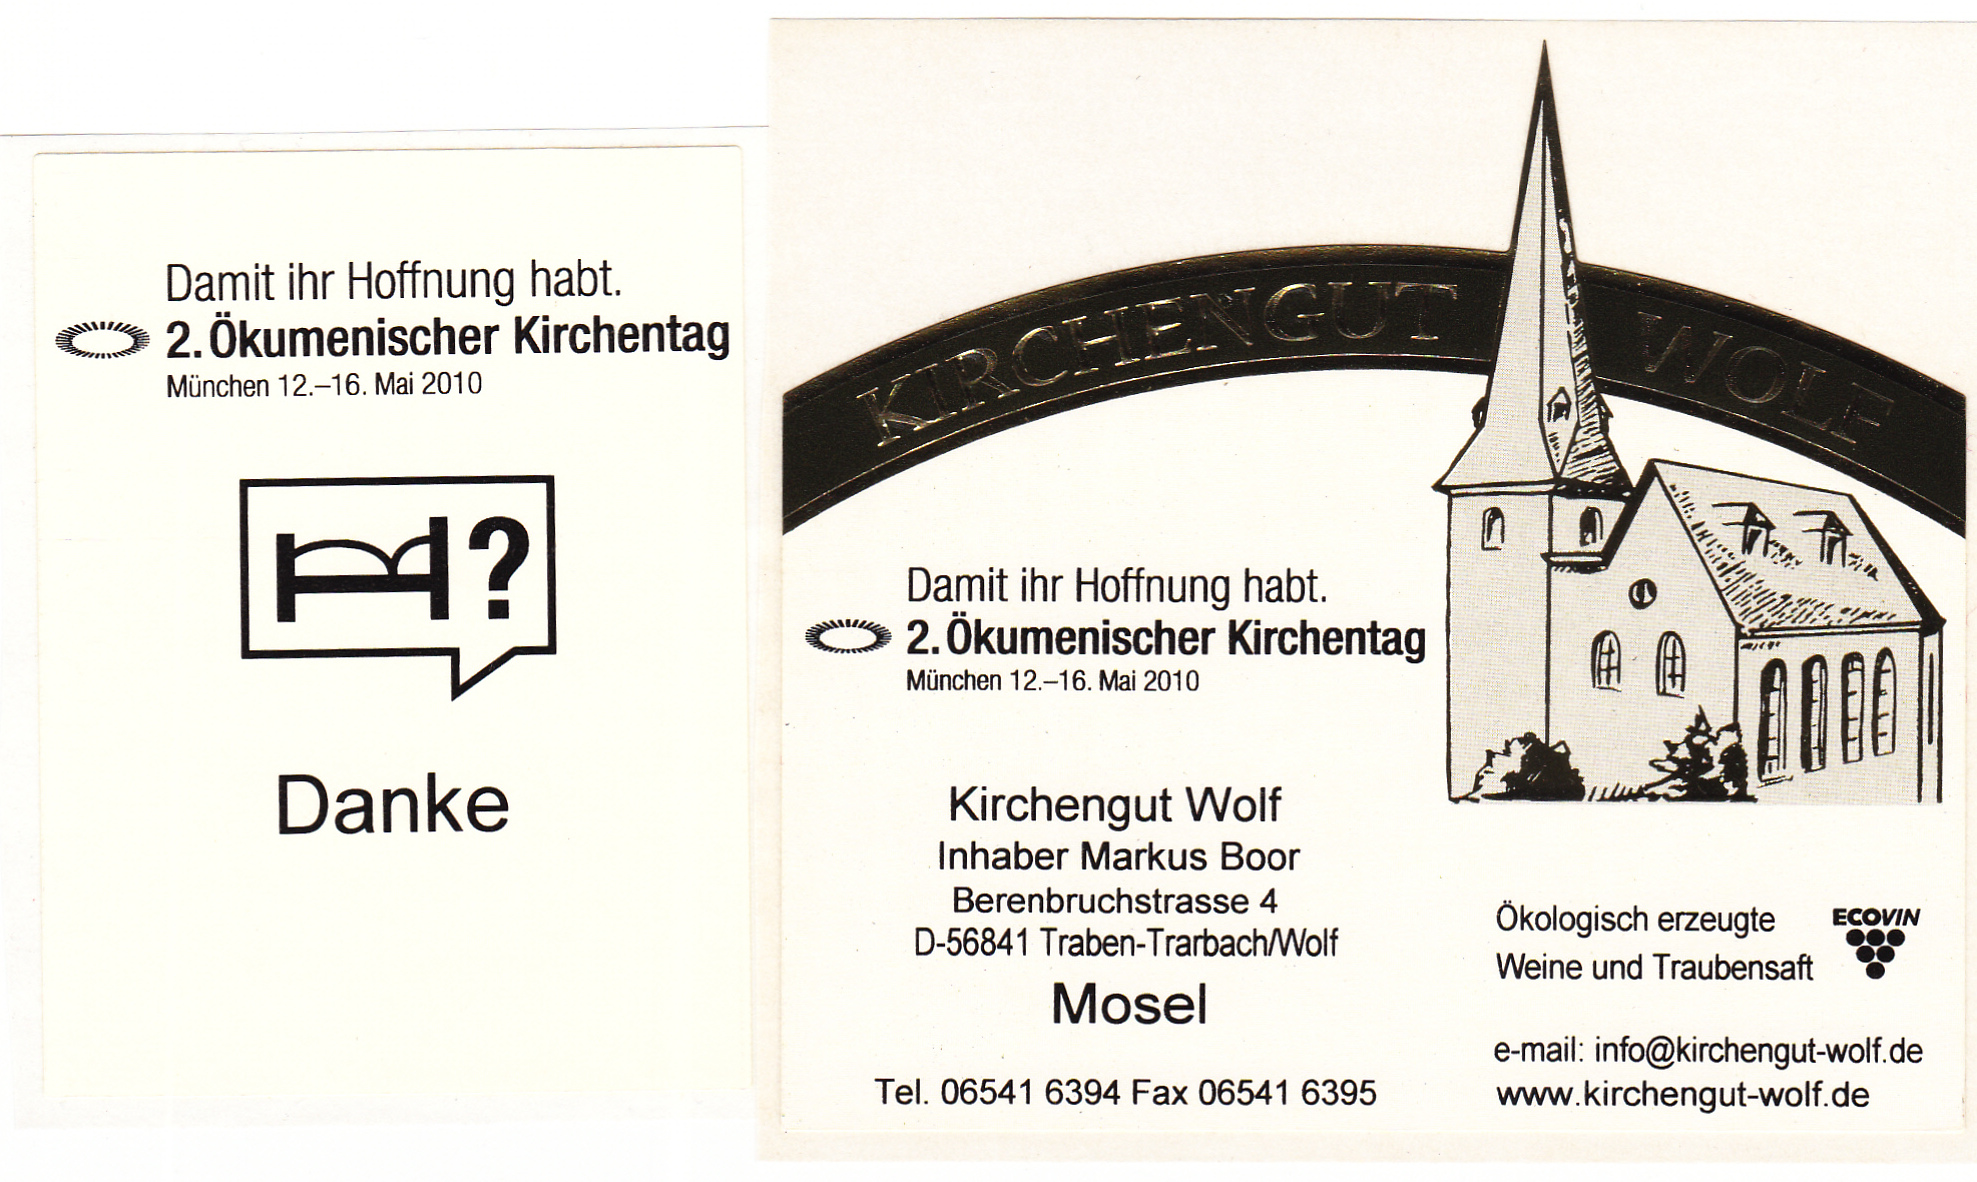 Damit ihr Hoffnung habt.
2. Ökumenischer Kirchentag
München 12.–16. Mai 2010
?
Danke
KIRCHENGUT WOLF
Damit ihr Hoffnung habt.
2. Ökumenischer Kirchentag
München 12.–16. Mai 2010
Kirchengut Wolf
Inhaber Markus Boor
Berenbruchstrasse 4
D-56841 Traben-Trarbach/Wolf
Mosel
Tel. 06541 6394 Fax 06541 6395
Ökologisch erzeugte
Weine und Traubensaft
ECOVIN
e-mail: info@kirchengut-wolf.de
www.kirchengut-wolf.de